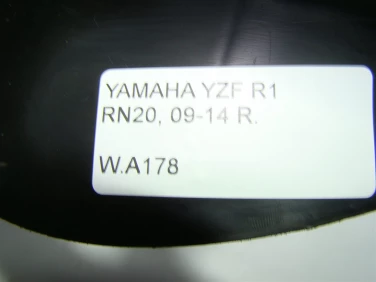 YAMAHA YZF R1
RN20, 09-14 R.
W.A178